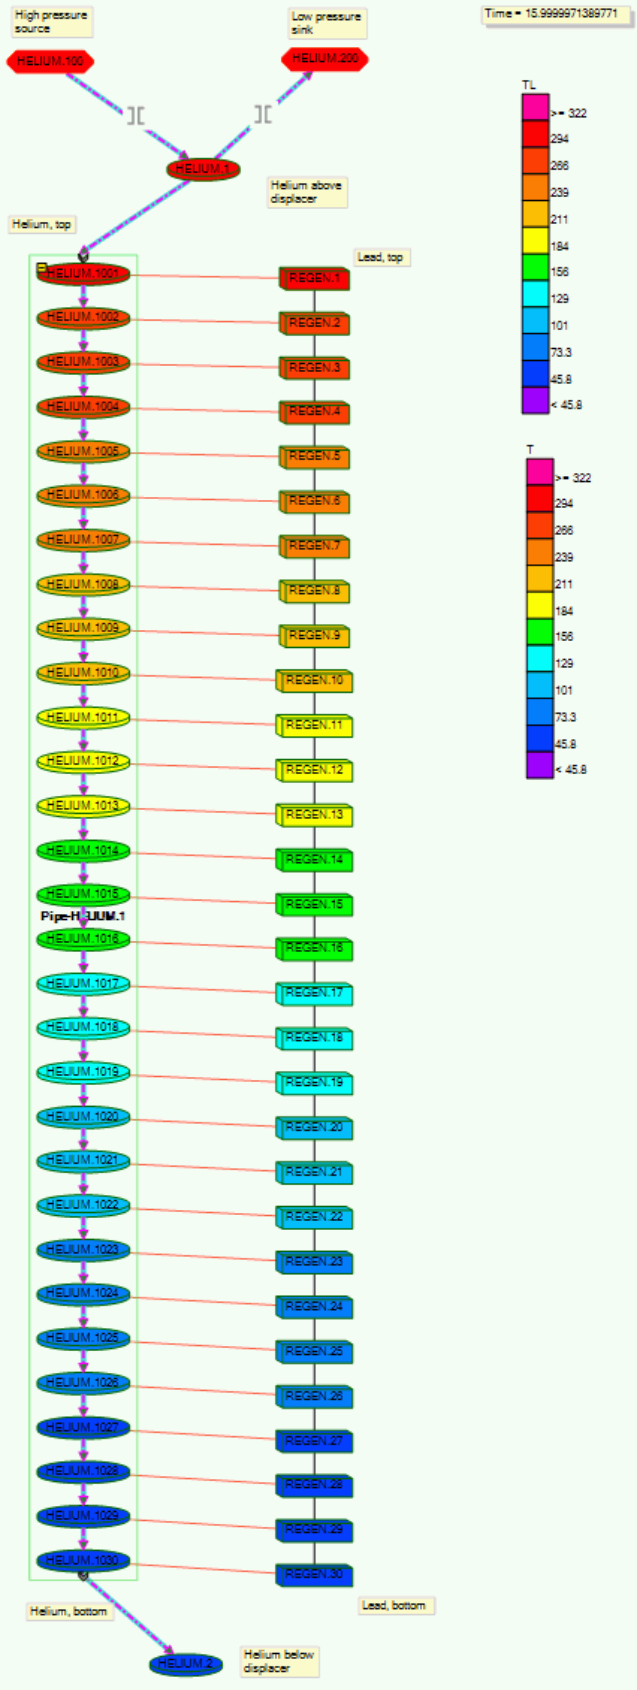 High pressure
source
Low pressure
sink
Time = 15.9999971389771
HELIUM.100
HELIUM.200
HELIUM.1
Helium above
displacer
Helium, top
Lead, top
TL
>= 322
294
266
239
211
184
156
129
101
73.3
45.8
< 45.8
T
>= 322
294
266
239
211
184
156
129
101
73.3
45.8
< 45.8
HELIUM.1001
REGEN.1
HELIUM.1002
REGEN.2
HELIUM.1003
REGEN.3
HELIUM.1004
REGEN.4
HELIUM.1005
REGEN.5
HELIUM.1006
REGEN.6
HELIUM.1007
REGEN.7
HELIUM.1008
REGEN.8
HELIUM.1009
REGEN.9
HELIUM.1010
REGEN.10
HELIUM.1011
REGEN.11
HELIUM.1012
REGEN.12
HELIUM.1013
REGEN.13
HELIUM.1014
REGEN.14
HELIUM.1015
REGEN.15
Pipe-HELIUM.1
HELIUM.1016
REGEN.16
HELIUM.1017
REGEN.17
HELIUM.1018
REGEN.18
HELIUM.1019
REGEN.19
HELIUM.1020
REGEN.20
HELIUM.1021
REGEN.21
HELIUM.1022
REGEN.22
HELIUM.1023
REGEN.23
HELIUM.1024
REGEN.24
HELIUM.1025
REGEN.25
HELIUM.1026
REGEN.26
HELIUM.1027
REGEN.27
HELIUM.1028
REGEN.28
HELIUM.1029
REGEN.29
HELIUM.1030
REGEN.30
Helium, bottom
Lead, bottom
HELIUM.2
Helium below
displacer